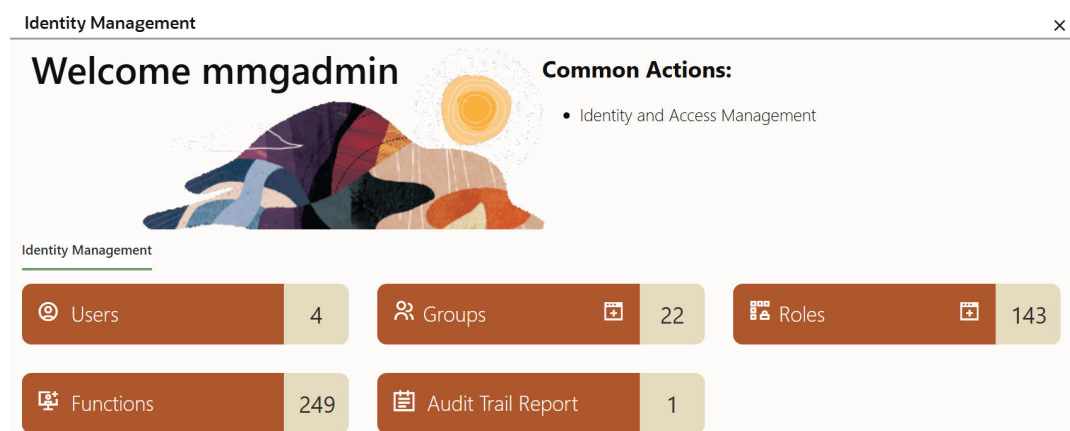 Identity Management
Welcome mmgadmin
Common Actions:
• Identity and Access Management
Identity Management
Users 4
Groups 22
Roles 143
Functions 249
Audit Trail Report 1